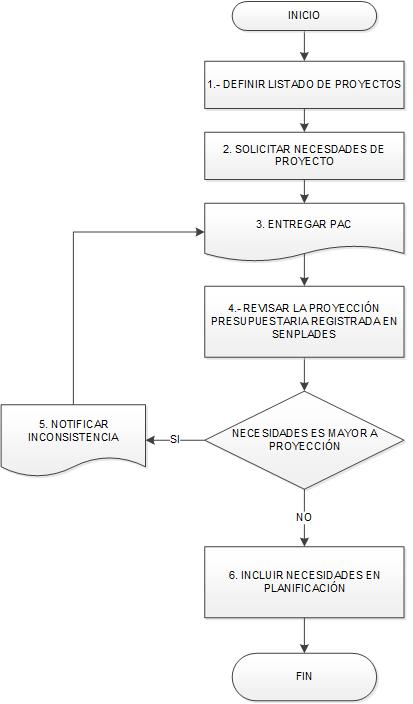 INICIO
1.- DEFINIR LISTADO DE PROYECTOS
2. SOLICITAR NECESDADES DE
PROYECTO
3. ENTREGAR PAC
4.- REVISAR LA PROYECCIÓN
PRESUPUESTARIA REGISTRADA EN
SENPLADES
5. NOTIFICAR
INCONSISTENCIA
SI
NECESIDADES ES MAYOR A
PROYECCIÓN
NO
6. INCLUIR NECESIDADES EN
PLANIFICACIÓN
FIN